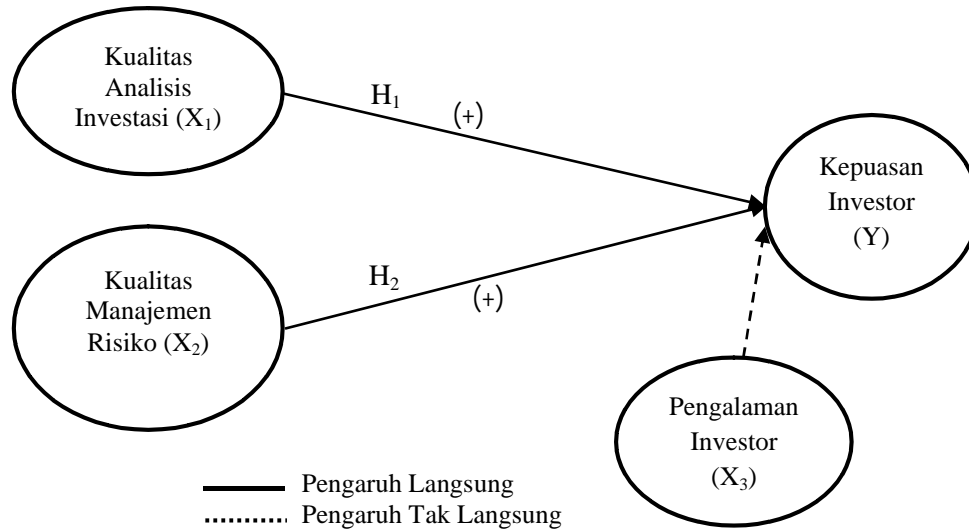 Kualitas
Analisis
Investasi (X₁)
H₁
(+)
Kepuasan
Investor
(Y)
Kualitas
Manajemen
Risiko (X₂)
H₂
(+)
Pengalaman
Investor
(X₃)
Pengaruh Langsung
Pengaruh Tak Langsung